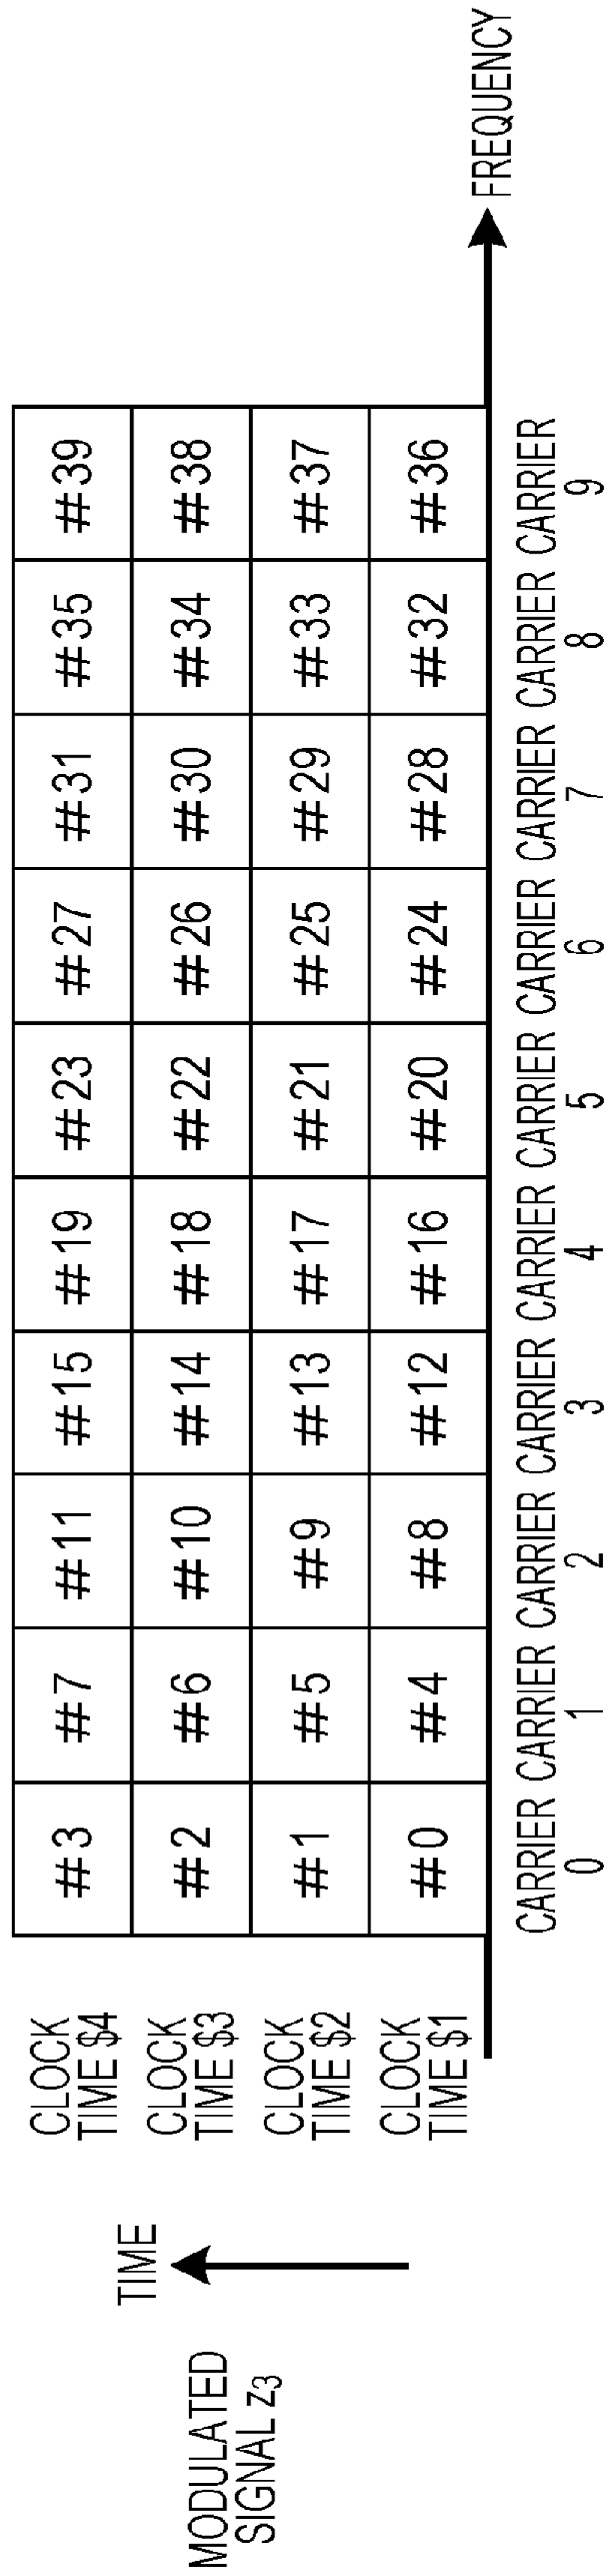 MODULATED
SIGNAL z3
TIME
CLOCK
TIME $4
#3 #7 #11 #15 #19 #23 #27 #31 #35 #39
CLOCK
TIME $3
#2 #6 #10 #14 #18 #22 #26 #30 #34 #38
CLOCK
TIME $2
#1 #5 #9 #13 #17 #21 #25 #29 #33 #37
CLOCK
TIME $1
#0 #4 #8 #12 #16 #20 #24 #28 #32 #36
FREQUENCY
CARRIER CARRIER CARRIER CARRIER CARRIER CARRIER CARRIER CARRIER CARRIER CARRIER
0 1 2 3 4 5 6 7 8 9